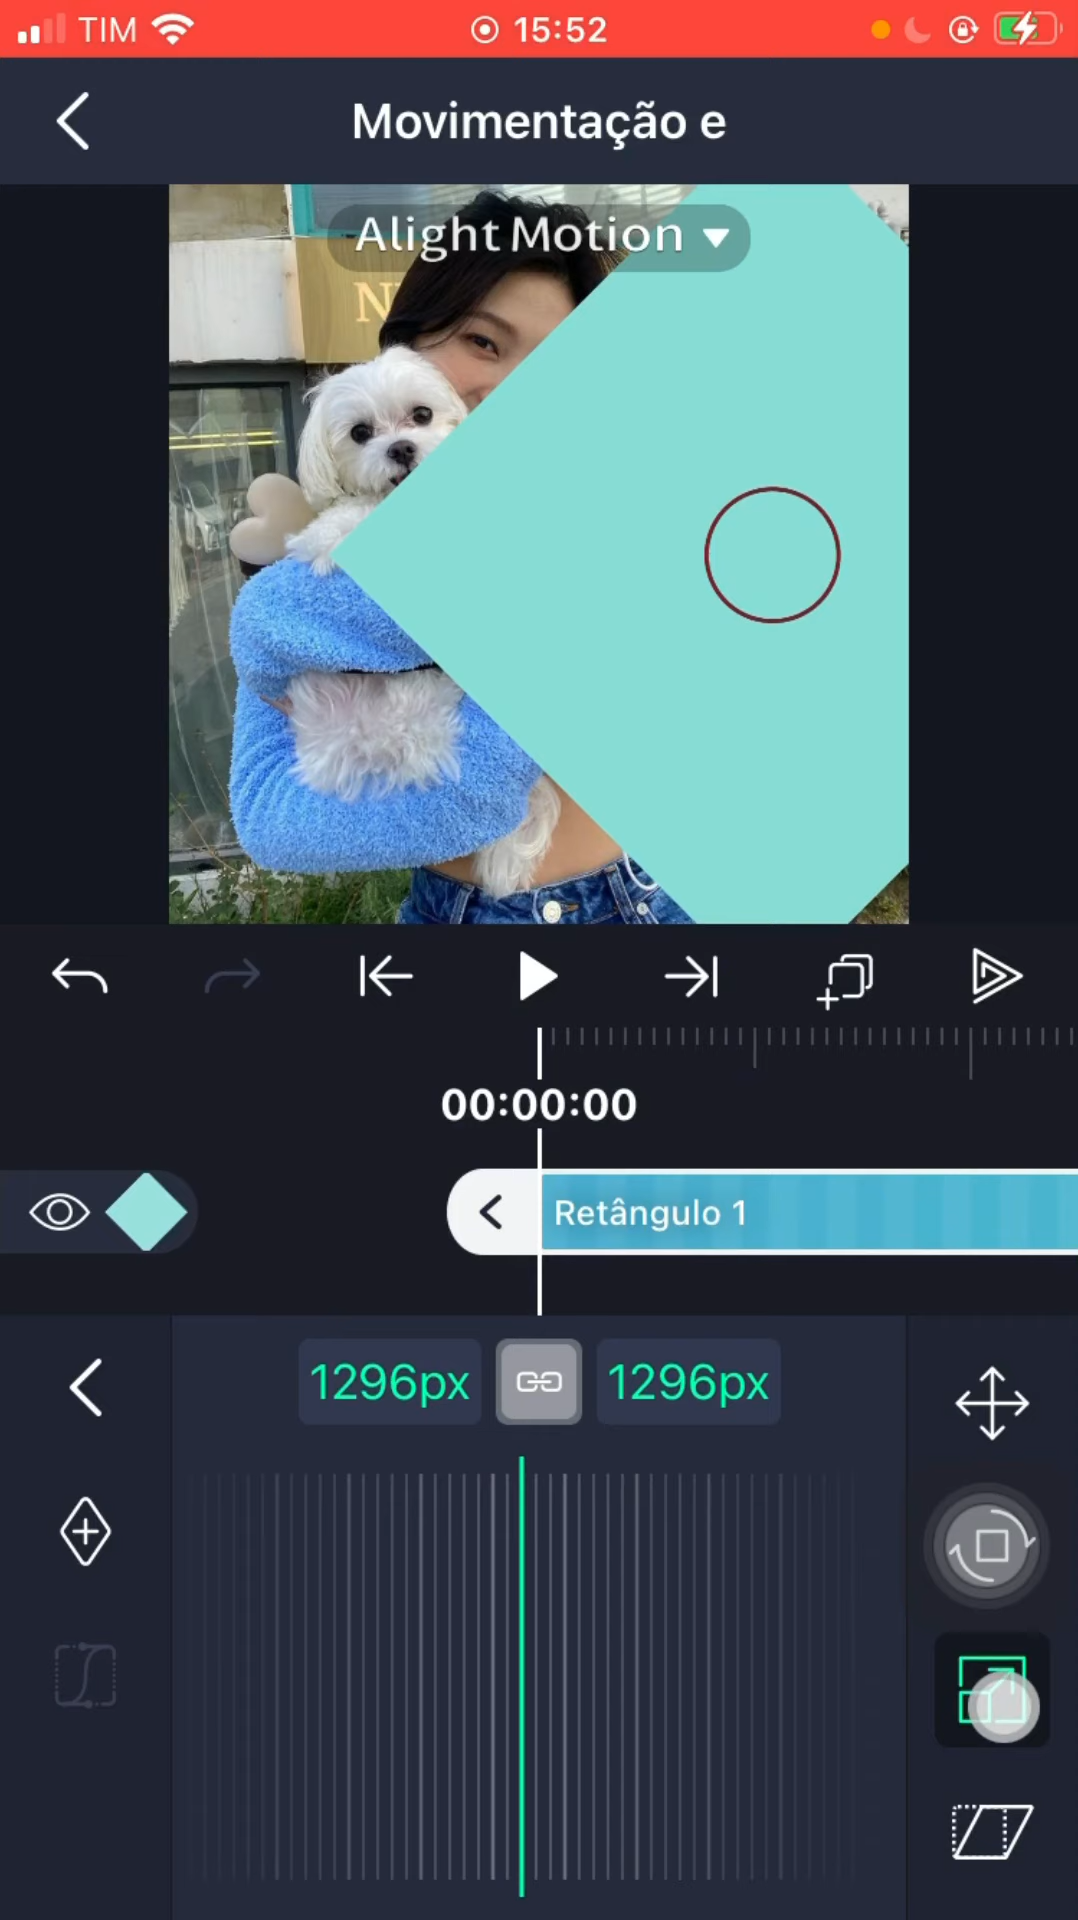 TIM
15:52
Movimentação e
Alight Motion
N
00:00:00
Retângulo 1
1296px
1296px